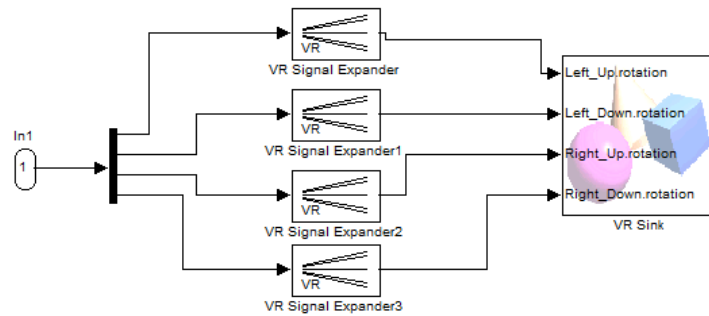 VR
VR Signal Expander
Left_Up.rotation
In1
1
VR
VR Signal Expander1
Left_Down.rotation
VR
VR Signal Expander2
Right_Up.rotation
VR
VR Signal Expander3
Right_Down.rotation
VR Sink